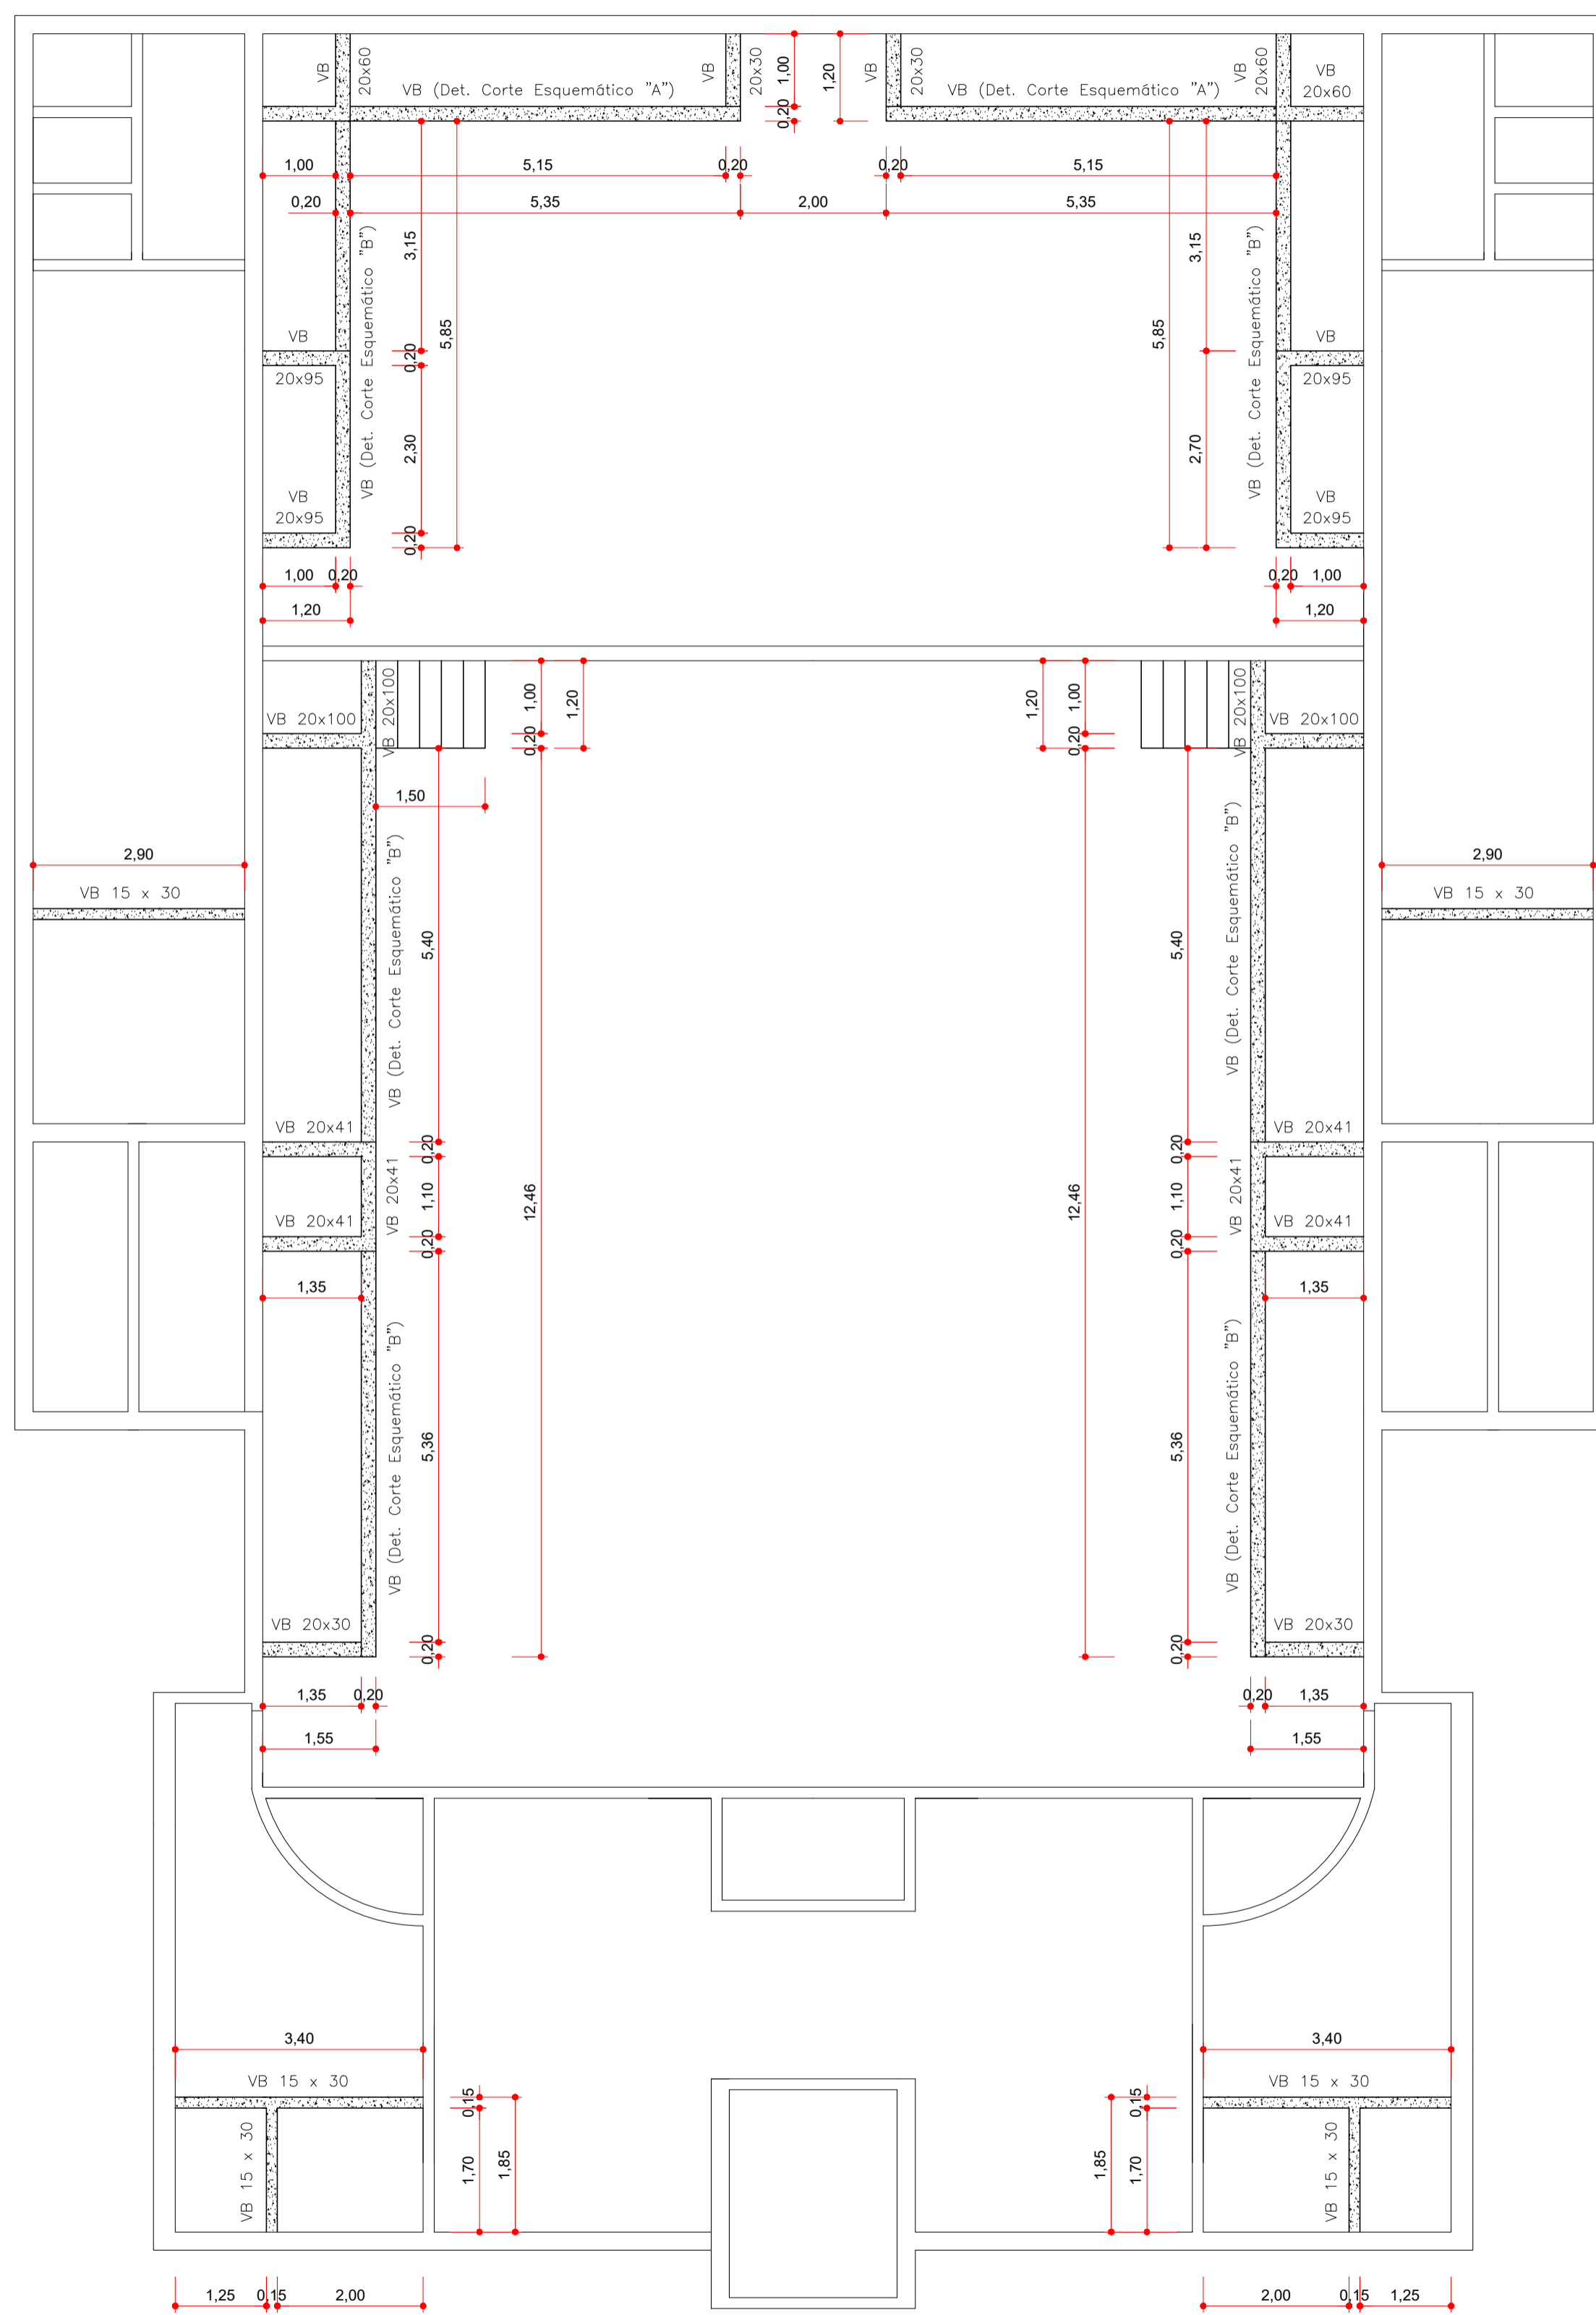 VB
20x60
VB (Det. Corte Esquemático "A")
VB
20x30
1,00
0,20
1,20
VB
20x30
VB (Det. Corte Esquemático "A")
VB
20x60
VB
20x60
1,00
5,15
0,20
0,20
5,15
0,20
5,35
2,00
5,35
3,15
5,85
VB (Det. Corte Esquemático "B")
3,15
5,85
VB (Det. Corte Esquemático "B")
VB
20x95
0,20
VB
20x95
2,30
2,70
VB
20x95
0,20
VB
20x95
1,00
0,20
0,20
1,00
1,20
1,20
VB 20x100
VB 20x100
1,00
0,20
1,20
1,20
1,00
0,20
VB 20x100
VB 20x100
1,50
2,90
VB 15 x 30
VB (Det. Corte Esquemático "B")
5,40
5,40
VB (Det. Corte Esquemático "B")
2,90
VB 15 x 30
VB 20x41
0,20
0,20
VB 20x41
VB 20x41
1,10
12,46
12,46
1,10
VB 20x41
VB 20x41
0,20
0,20
VB 20x41
1,35
1,35
VB (Det. Corte Esquemático "B")
5,36
5,36
VB (Det. Corte Esquemático "B")
VB 20x30
0,20
0,20
VB 20x30
1,35
0,20
0,20
1,35
1,55
1,55
3,40
VB 15 x 30
3,40
VB 15 x 30
VB 15 x 30
0,15
1,70
1,85
1,85
0,15
1,70
VB 15 x 30
1,25
0,15
2,00
2,00
0,15
1,25